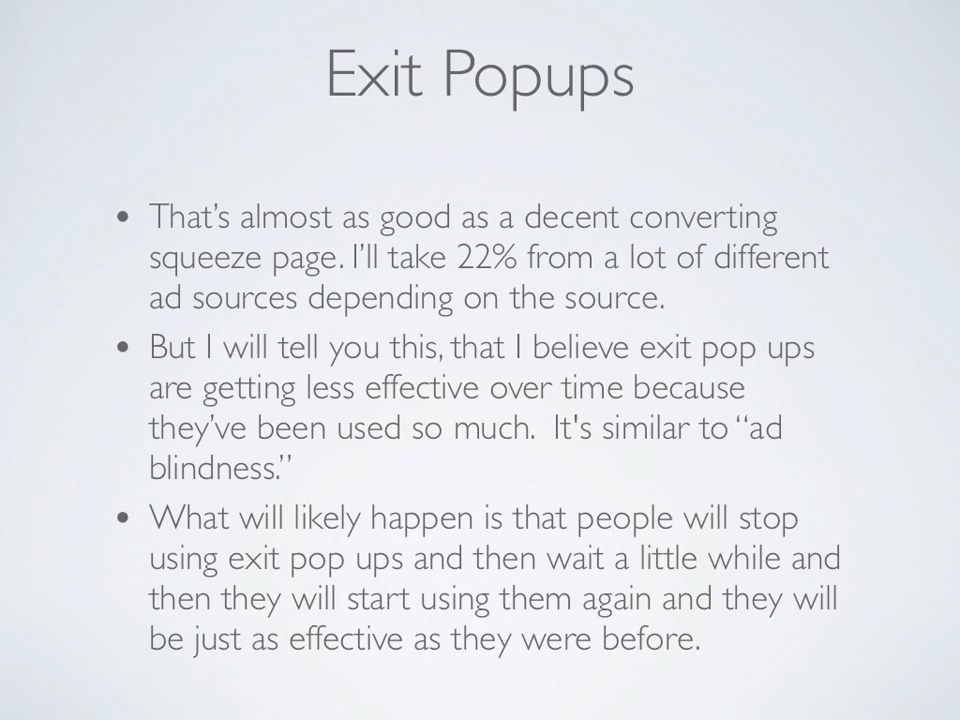 Exit Popups
• That’s almost as good as a decent converting
squeeze page. I’ll take 22% from a lot of different
ad sources depending on the source.
• But I will tell you this, that I believe exit pop ups
are getting less effective over time because
they’ve been used so much.  It's similar to “ad
blindness.”
• What will likely happen is that people will stop
using exit pop ups and then wait a little while and
then they will start using them again and they will
be just as effective as they were before.